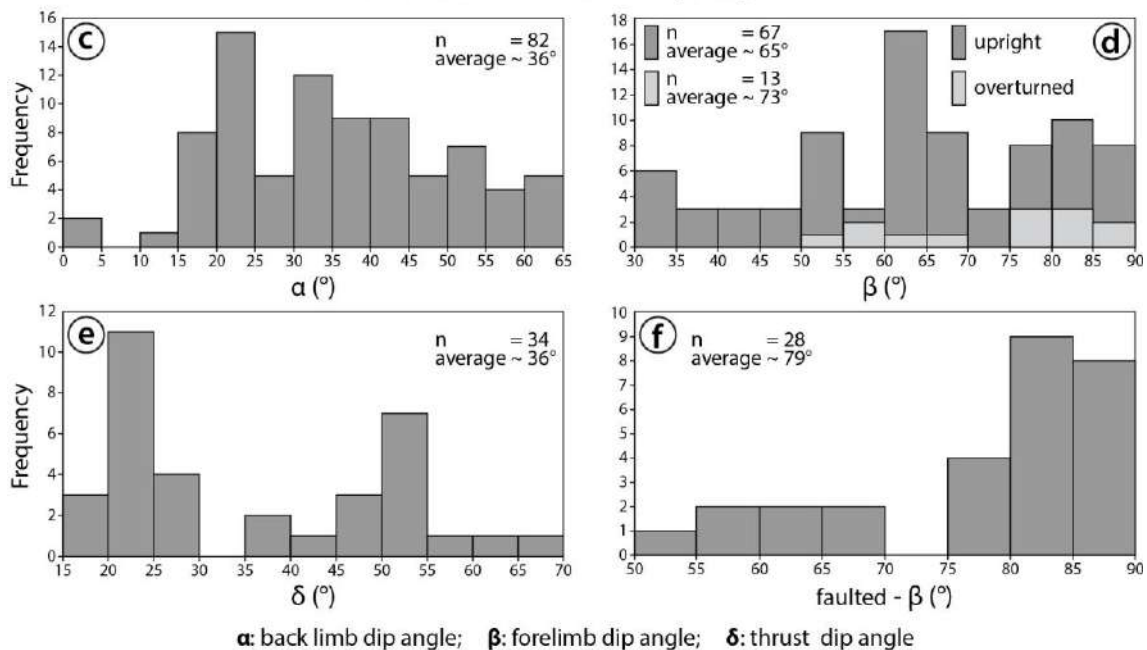 c
n = 82
average ~ 36°
Frequency
16
14
12
10
8
6
4
2
0
0 5 10 15 20 25 30 35 40 45 50 55 60 65
α (°)
d
n = 67
average ~ 65°
n = 13
average ~ 73°
upright
overturned
18
16
14
12
10
8
6
4
2
0
30 35 40 45 50 55 60 65 70 75 80 85 90
β (°)
e
n = 34
average ~ 36°
Frequency
12
10
8
6
4
2
0
15 20 25 30 35 40 45 50 55 60 65 70
δ (°)
f
n = 28
average ~ 79°
10
9
8
7
6
5
4
3
2
1
0
50 55 60 65 70 75 80 85 90
faulted - β (°)
α: back limb dip angle; β: forelimb dip angle; δ: thrust dip angle